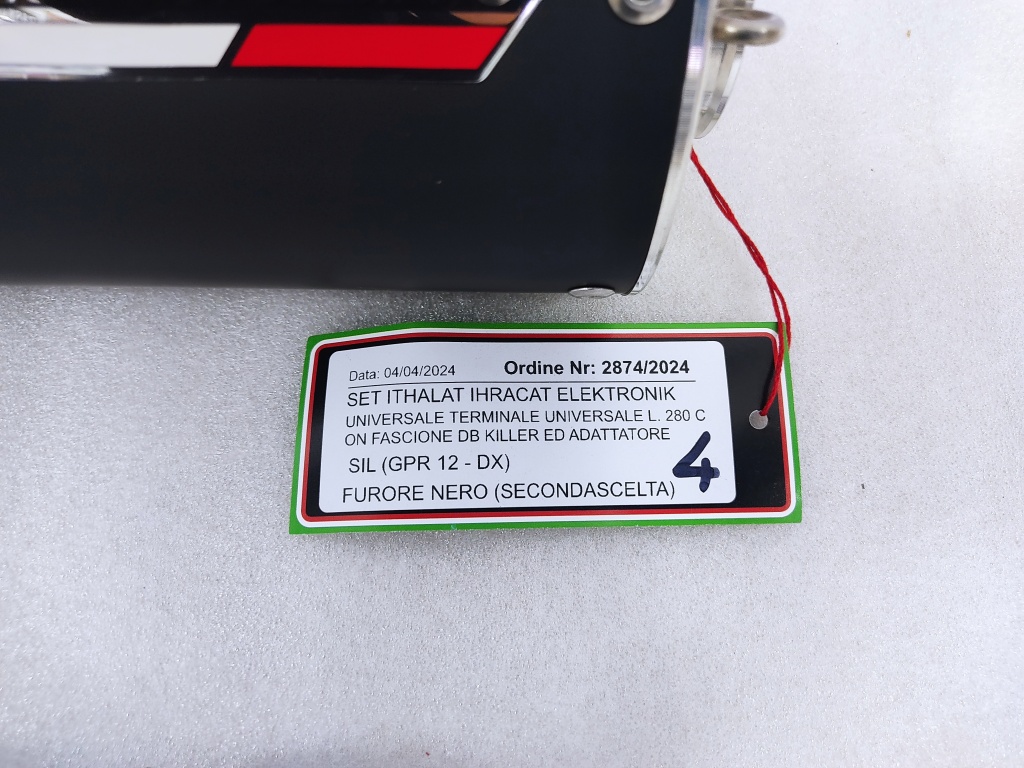 Data: 04/04/2024 Ordine Nr: 2874/2024
SET ITHALAT IHRACAT ELEKTRONIK
UNIVERSALE TERMINALE UNIVERSALE L. 280 C
ON FASCIONE DB KILLER ED ADATTATORE
SIL (GPR 12 - DX)
FURORE NERO (SECONDASCELTA)
4